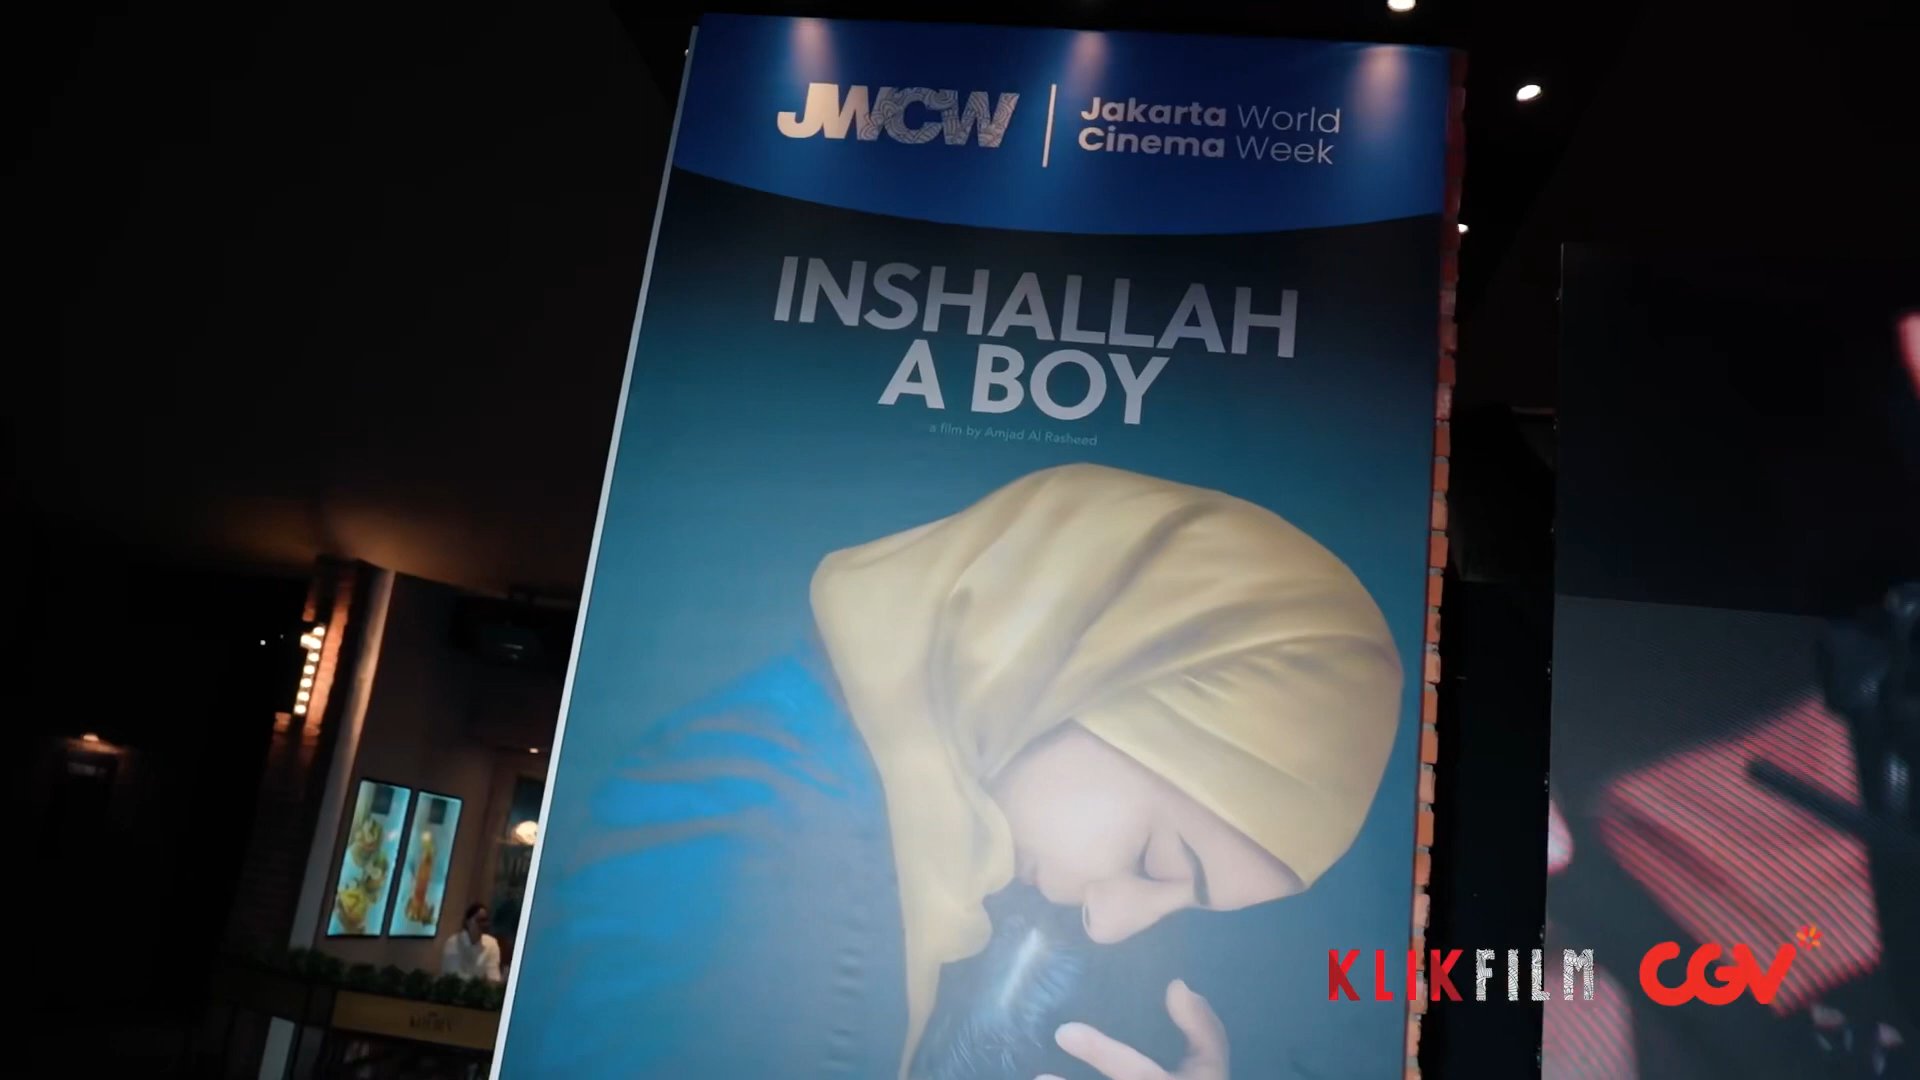 JWCW
Jakarta World
Cinema Week
INSHALLAH
A BOY
a film by Amjad Al Rasheed
KLIKFILM
CGV